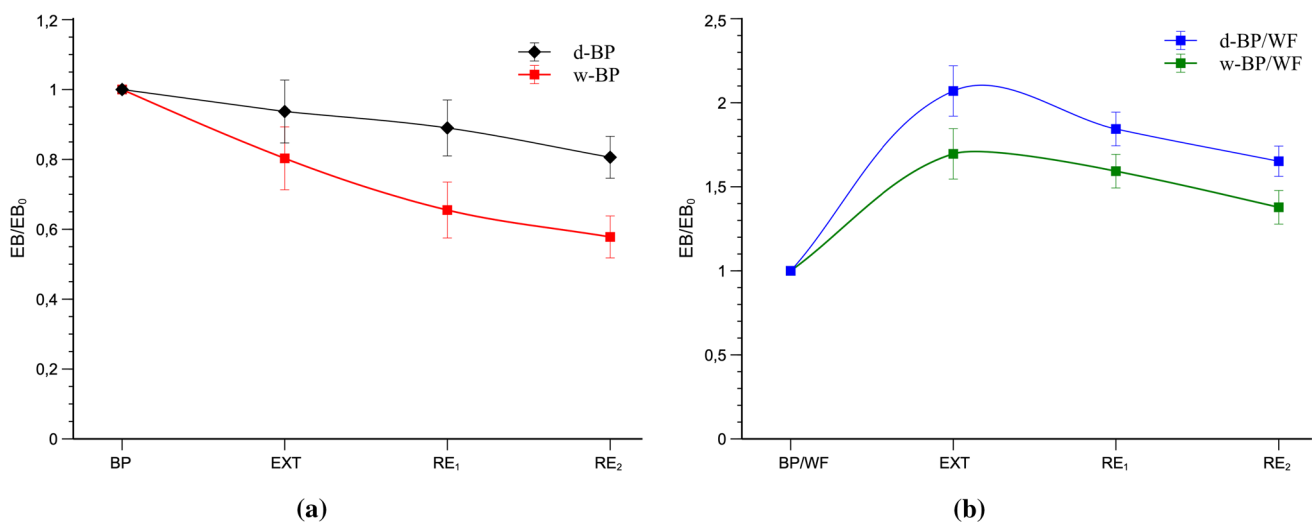 1,2
1
0,8
0,6
0,4
0,2
0
EB/EB₀
d-BP
w-BP
BP
EXT
RE₁
RE₂
(a)
2,5
2
1,5
1
0,5
0
EB/EB₀
d-BP/WF
w-BP/WF
BP/WF
EXT
RE₁
RE₂
(b)